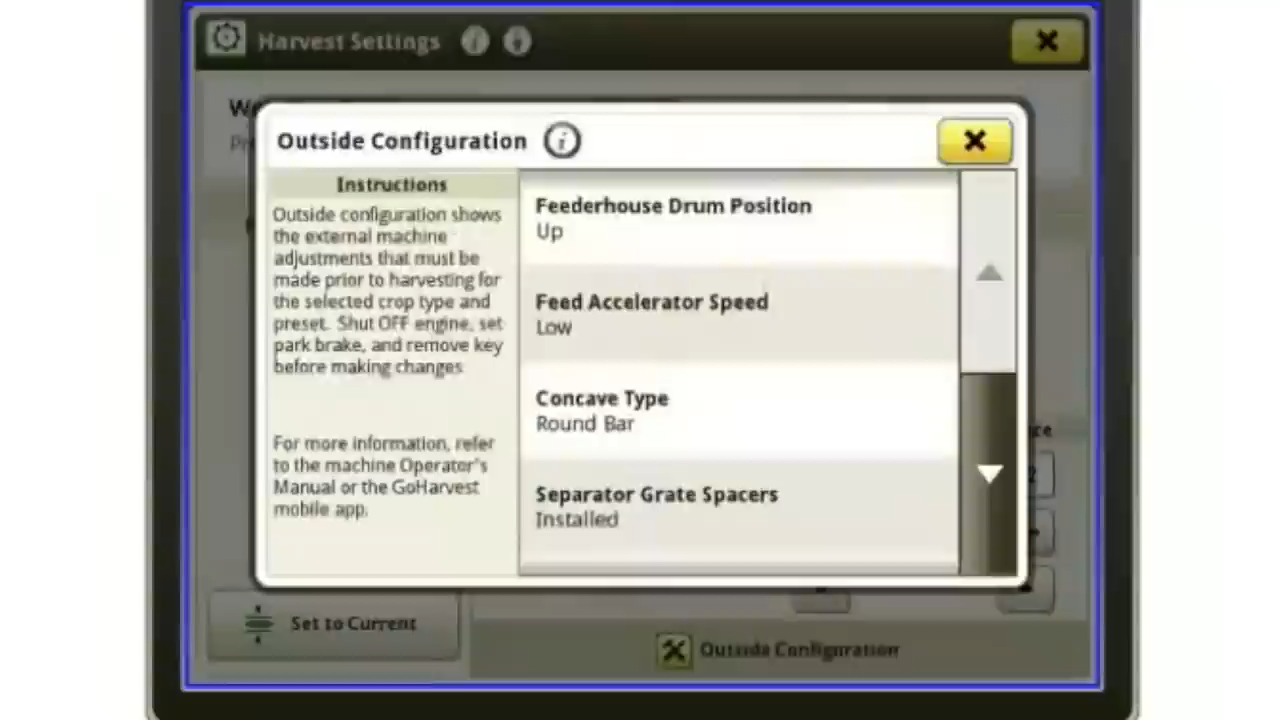 Harvest Settings
Outside Configuration
Instructions
Outside configuration shows
the external machine
adjustments that must be
made prior to harvesting for
the selected crop type and
preset. Shut OFF engine, set
park brake, and remove key
before making changes
For more information, refer
to the machine Operator's
Manual or the GoHarvest
mobile app.
Feederhouse Drum Position
Up
Feed Accelerator Speed
Low
Concave Type
Round Bar
Separator Grate Spacers
Installed
Set to Current
Outside Configuration